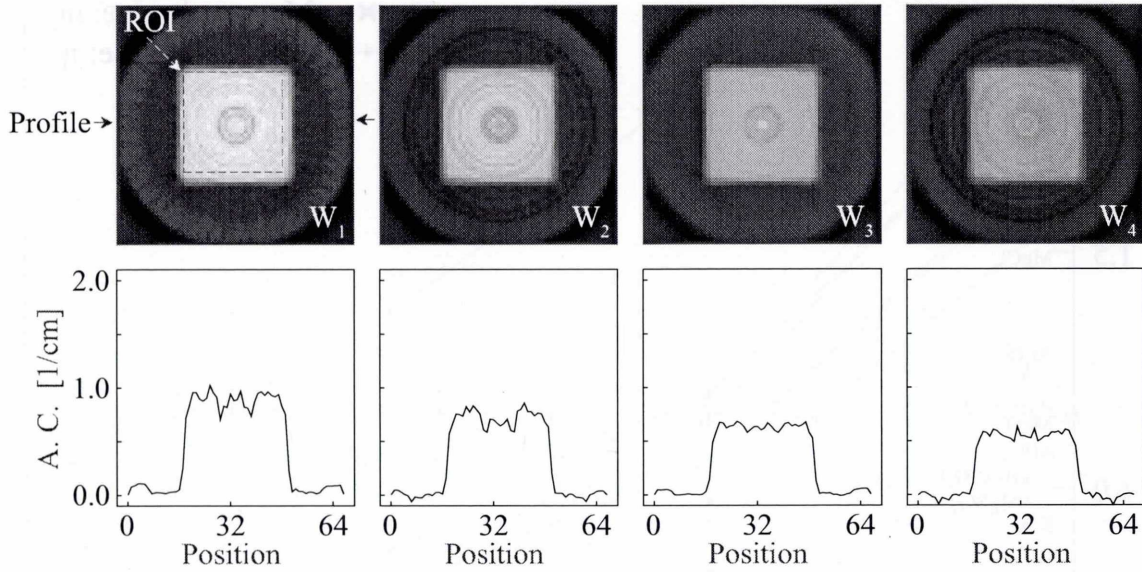 ROI
Profile
W1
W2
W3
W4
A. C. [1/cm]
2.0
1.0
0.0
0 32 64
Position
0 32 64
Position
0 32 64
Position
0 32 64
Position